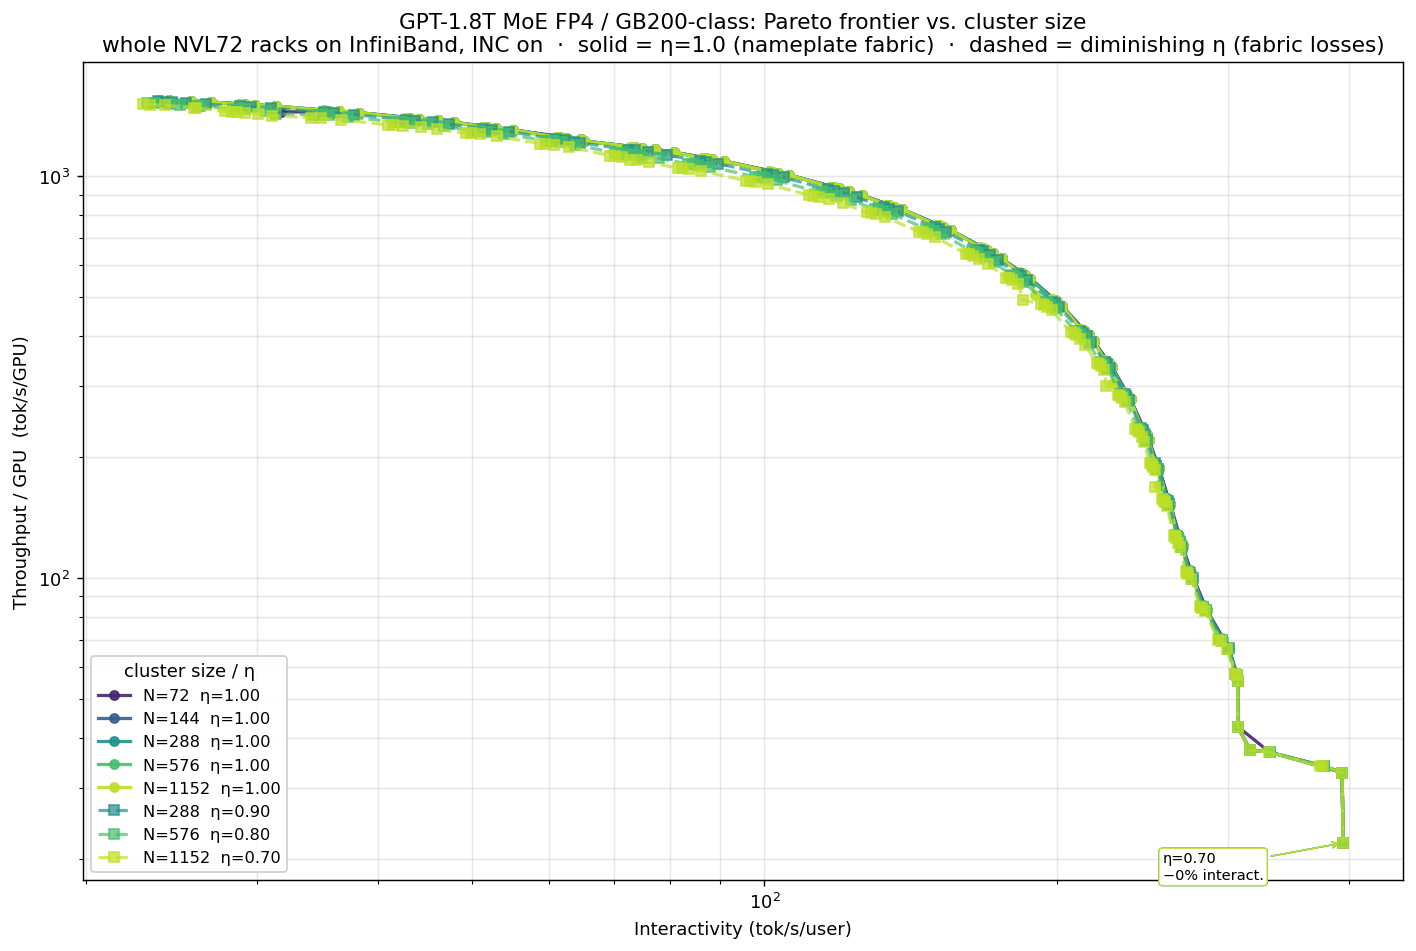 GPT-1.8T MoE FP4 / GB200-class: Pareto frontier vs. cluster size
whole NVL72 racks on InfiniBand, INC on · solid = η=1.0 (nameplate fabric) · dashed = diminishing η (fabric losses)
Throughput / GPU (tok/s/GPU)
10³
10²
cluster size / η
N=72 η=1.00
N=144 η=1.00
N=288 η=1.00
N=576 η=1.00
N=1152 η=1.00
N=288 η=0.90
N=576 η=0.80
N=1152 η=0.70
η=0.70
−0% interact.
10²
Interactivity (tok/s/user)